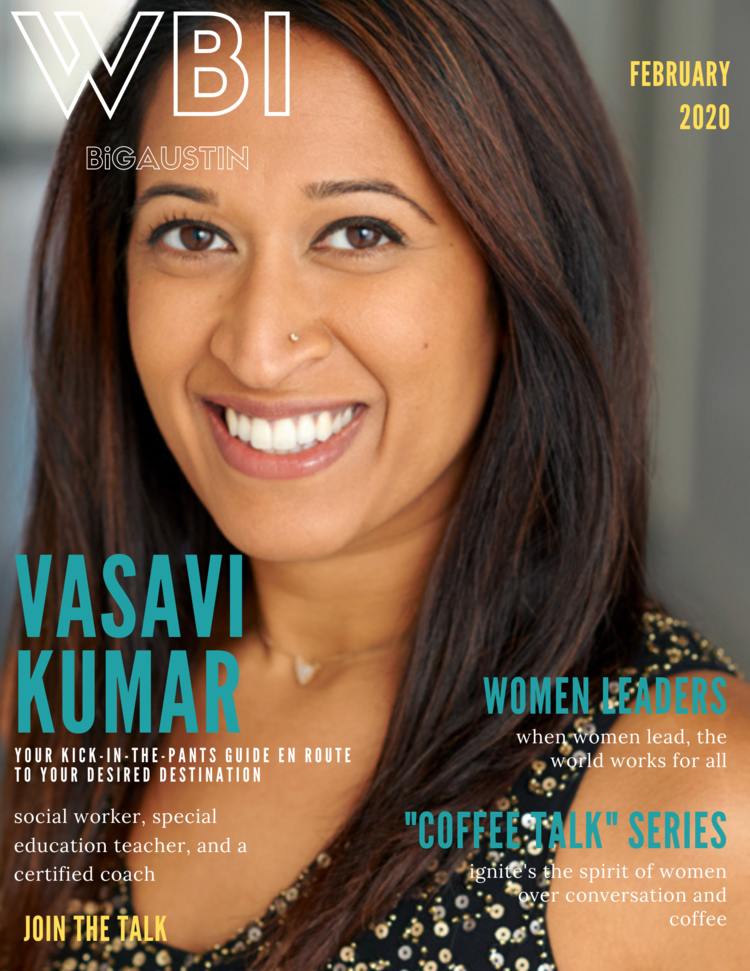 WBI
BiGAUSTIN
FEBRUARY
2020
VASAVI
KUMAR
YOUR KICK-IN-THE-PANTS GUIDE EN ROUTE
TO YOUR DESIRED DESTINATION
social worker, special
education teacher, and a
certified coach
JOIN THE TALK
WOMEN LEADERS
when women lead, the
world works for all
"COFFEE TALK" SERIES
ignite's the spirit of women
over conversation and
coffee